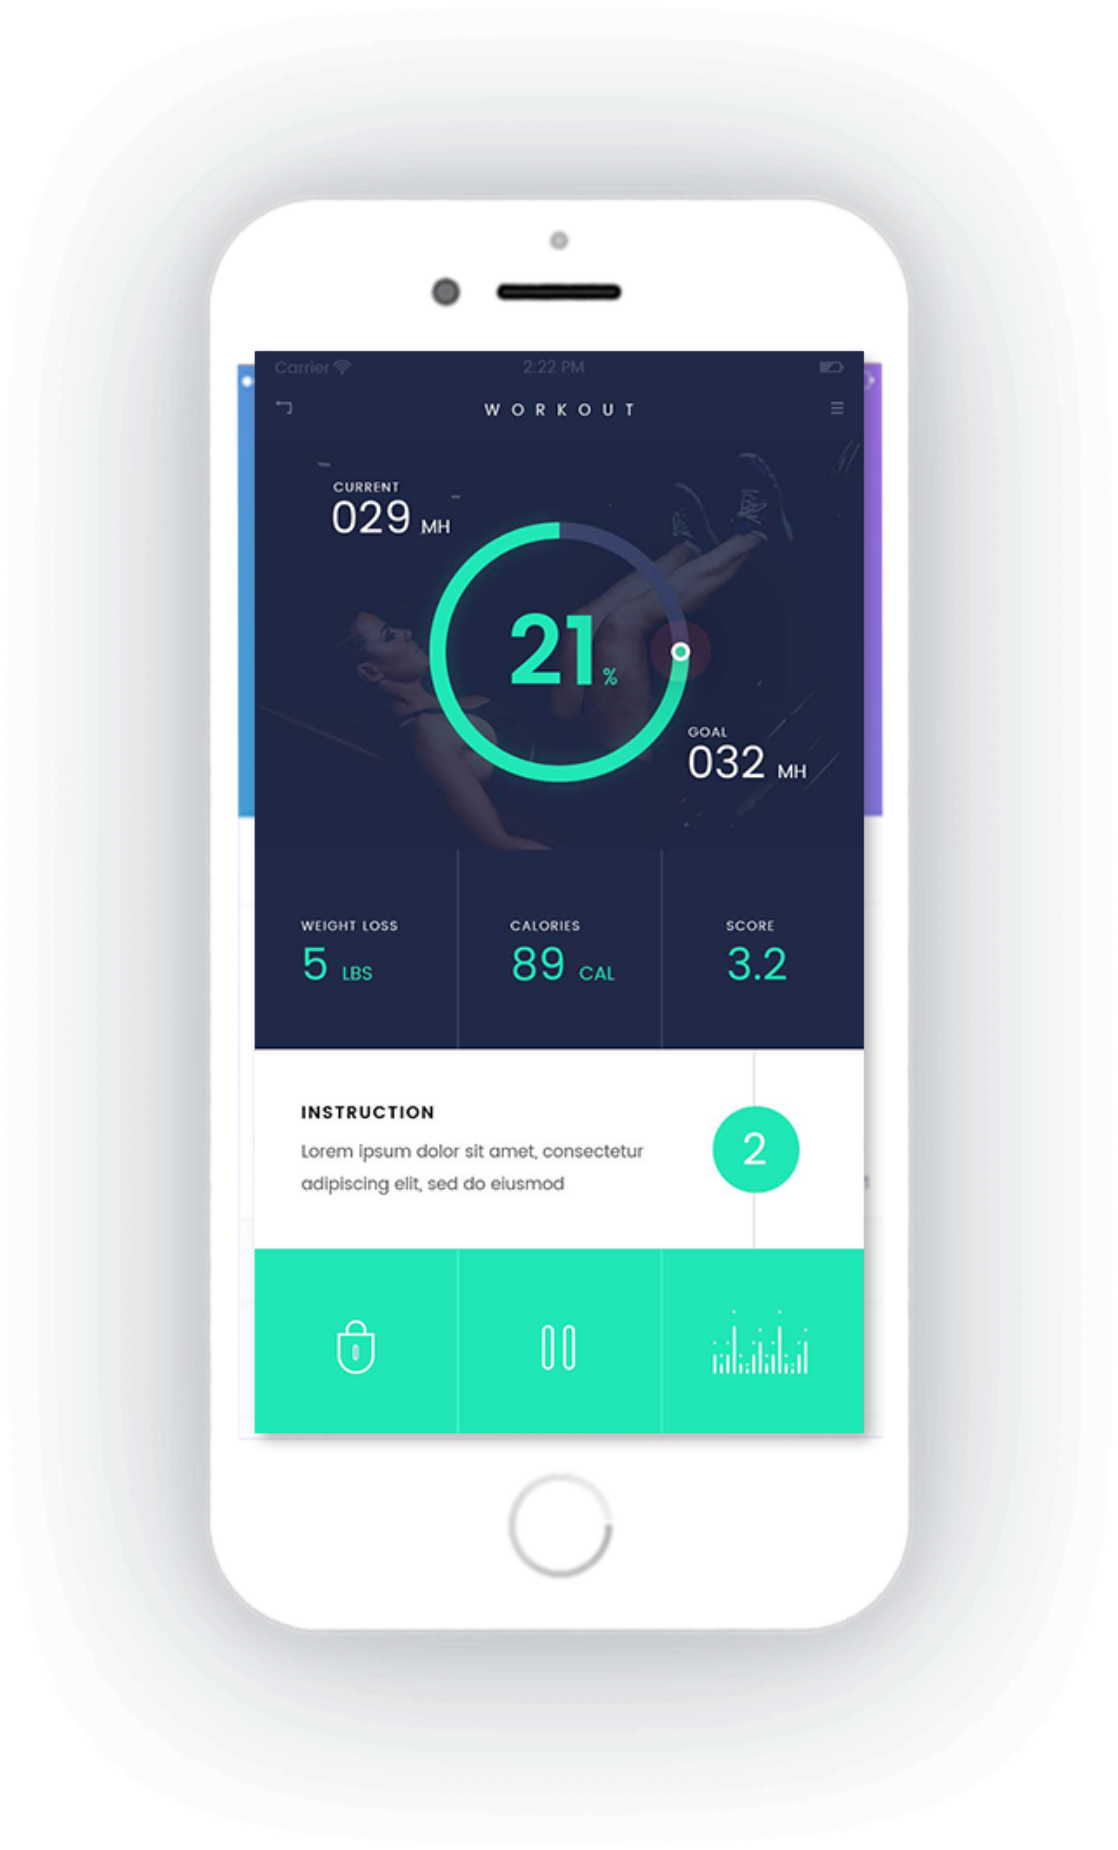 Carrier 2:22 PM
WORKOUT
CURRENT
029 MH
21%
GOAL
032 MH
WEIGHT LOSS CALORIES SCORE
5 LBS 89 CAL 3.2
INSTRUCTION
Lorem ipsum dolor sit amet, consectetur
adipiscing elit, sed do eiusmod
2